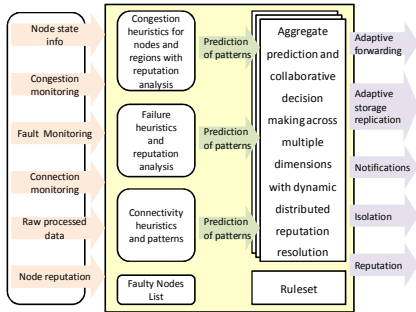 Node state
info
Congestion
monitoring
Fault Monitoring
Connection
monitoring
Raw processed
data
Node reputation
Congestion
heuristics for
nodes and
regions with
reputation
analysis
Failure
heuristics and
reputation
analysis
Connectivity
heuristics
and patterns
Faulty Nodes
List
Prediction
of patterns
Prediction
of patterns
Prediction
of patterns
Aggregate
prediction and
collaborative
decision
making across
multiple
dimensions
with dynamic
distributed
reputation
resolution
Ruleset
Adaptive
forwarding
Adaptive
storage
replication
Notifications
Isolation
Reputation